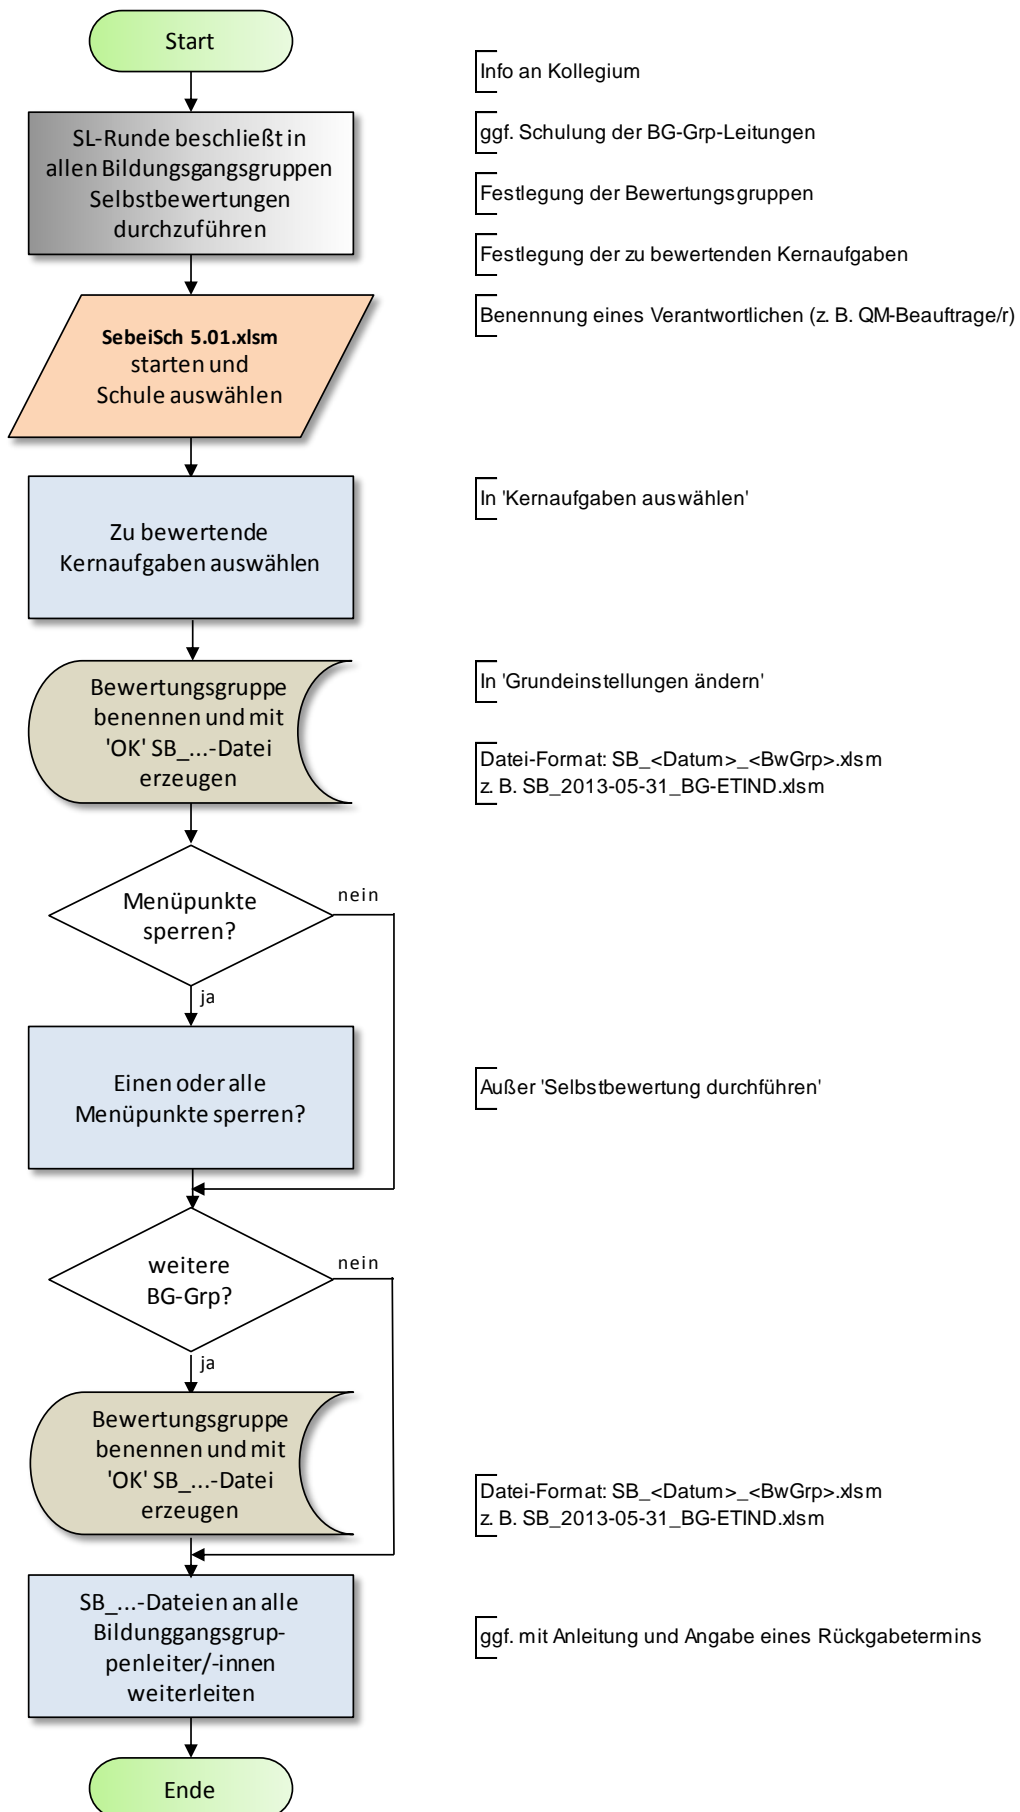 Start
Info an Kollegium
SL-Runde beschließt in
allen Bildungsgangsgruppen
Selbstbewertungen
durchzuführen
ggf. Schulung der BG-Grp-Leitungen
Festlegung der Bewertungsgruppen
Festlegung der zu bewertenden Kernaufgaben
Benennung eines Verantwortlichen (z. B. QM-Beauftrage/r)
SebeiSch 5.01.xlsm
starten und
Schule auswählen
Zu bewertende
Kernaufgaben auswählen
In 'Kernaufgaben auswählen'
Bewertungsgruppe
benennen und mit
'OK' SB_...-Datei
erzeugen
In 'Grundeinstellungen ändern'
Datei-Format: SB_<Datum>_<BwGrp>.xlsm
z. B. SB_2013-05-31_BG-ETIND.xlsm
Menüpunkte
sperren?
nein
ja
Einen oder alle
Menüpunkte sperren?
Außer 'Selbstbewertung durchführen'
weitere
BG-Grp?
nein
ja
Bewertungsgruppe
benennen und mit
'OK' SB_...-Datei
erzeugen
Datei-Format: SB_<Datum>_<BwGrp>.xlsm
z. B. SB_2013-05-31_BG-ETIND.xlsm
SB_...-Dateien an alle
Bildunggangsgrup-
penleiter/-innen
weiterleiten
ggf. mit Anleitung und Angabe eines Rückgabetermins
Ende